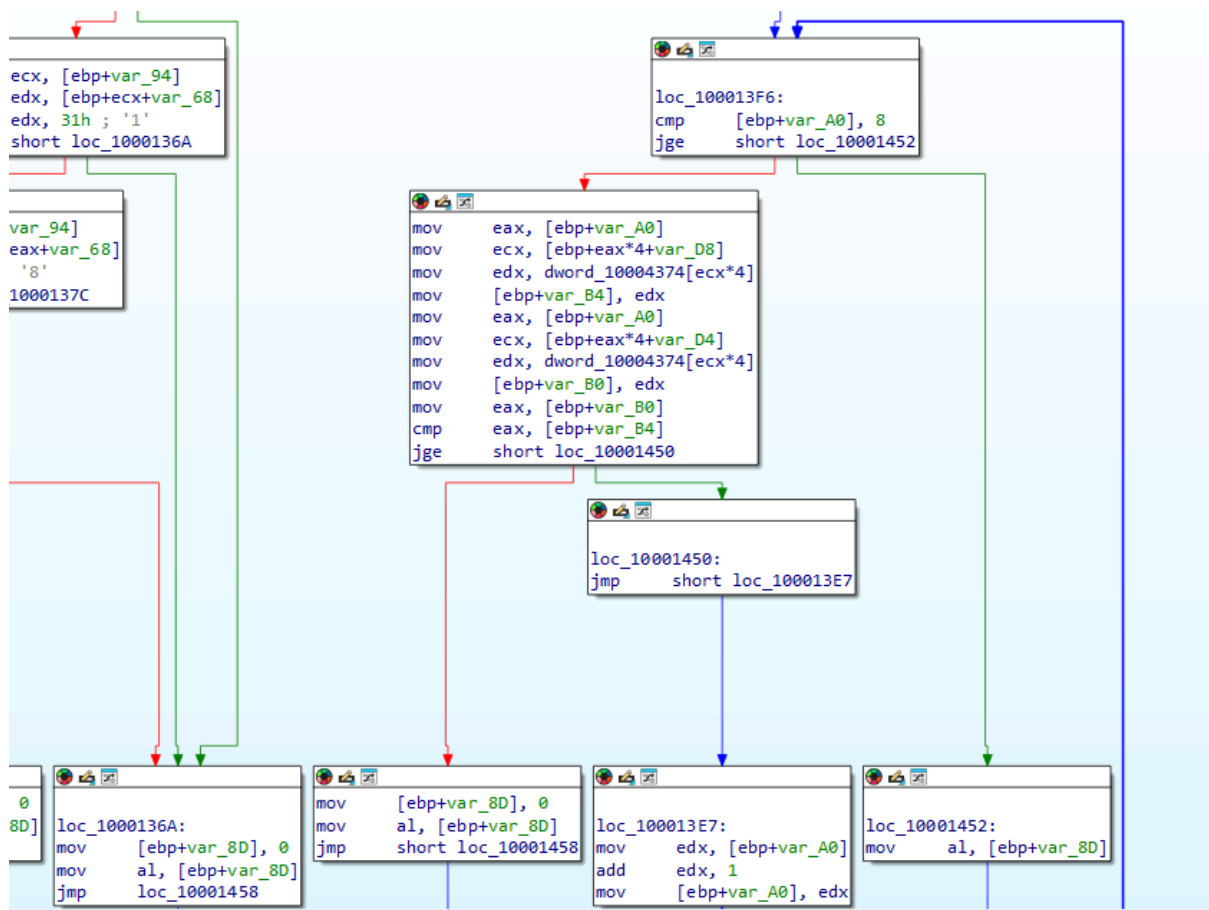 ecx, [ebp+var_94]
edx, [ebp+ecx+var_68]
edx, 31h ; '1'
short loc_1000136A
var_94]
eax+var_68]
'8'
1000137C
loc_100013F6:
cmp [ebp+var_A0], 8
jge short loc_10001452
mov eax, [ebp+var_A0]
mov ecx, [ebp+eax*4+var_D8]
mov edx, dword_10004374[ecx*4]
mov [ebp+var_B4], edx
mov eax, [ebp+var_A0]
mov ecx, [ebp+eax*4+var_D4]
mov edx, dword_10004374[ecx*4]
mov [ebp+var_B0], edx
mov eax, [ebp+var_B0]
cmp eax, [ebp+var_B4]
jge short loc_10001450
loc_10001450:
jmp short loc_100013E7
0
8D]
loc_1000136A:
mov [ebp+var_8D], 0
mov al, [ebp+var_8D]
jmp loc_10001458
mov [ebp+var_8D], 0
mov al, [ebp+var_8D]
jmp short loc_10001458
loc_100013E7:
mov edx, [ebp+var_A0]
add edx, 1
mov [ebp+var_A0], edx
loc_10001452:
mov al, [ebp+var_8D]